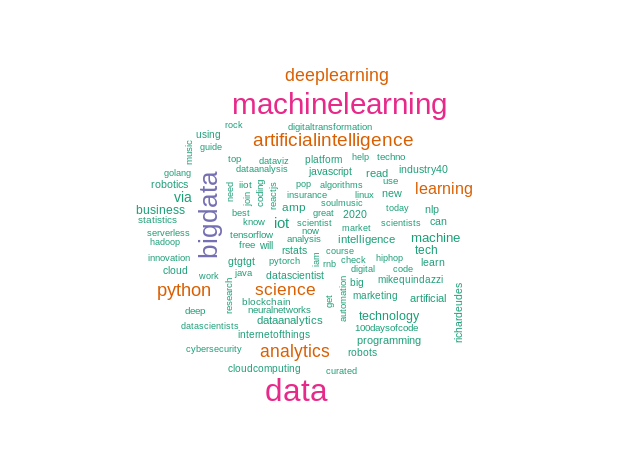 deeplearning
machinelearning
rock
digitaltransformation
using
artificialintelligence
music
guide
top
dataviz
platform
help
techno
dataanalysis
javascript
read
industry40
golang
robotics
need
iiot
coding
reactjs
pop
algorithms
use
learning
via
bigdata
join
insurance
new
linux
business
best
amp
soulmusic
great
2020
today
nlp
statistics
know
iot
scientist
market
scientists
can
serverless
tensorflow
now
analysis
intelligence
machine
hadoop
free
will
rstats
course
tech
innovation
gtgtgt
pytorch
iam
rnb
check
hiphop
learn
cloud
work
java
datascientist
digital
code
big
mikequindazzi
python
research
science
get
automation
marketing
artificial
blockchain
deep
neuralnetworks
technology
richardeudes
datascientists
dataanalytics
100daysofcode
internetofthings
programming
cybersecurity
analytics
robots
cloudcomputing
curated
data